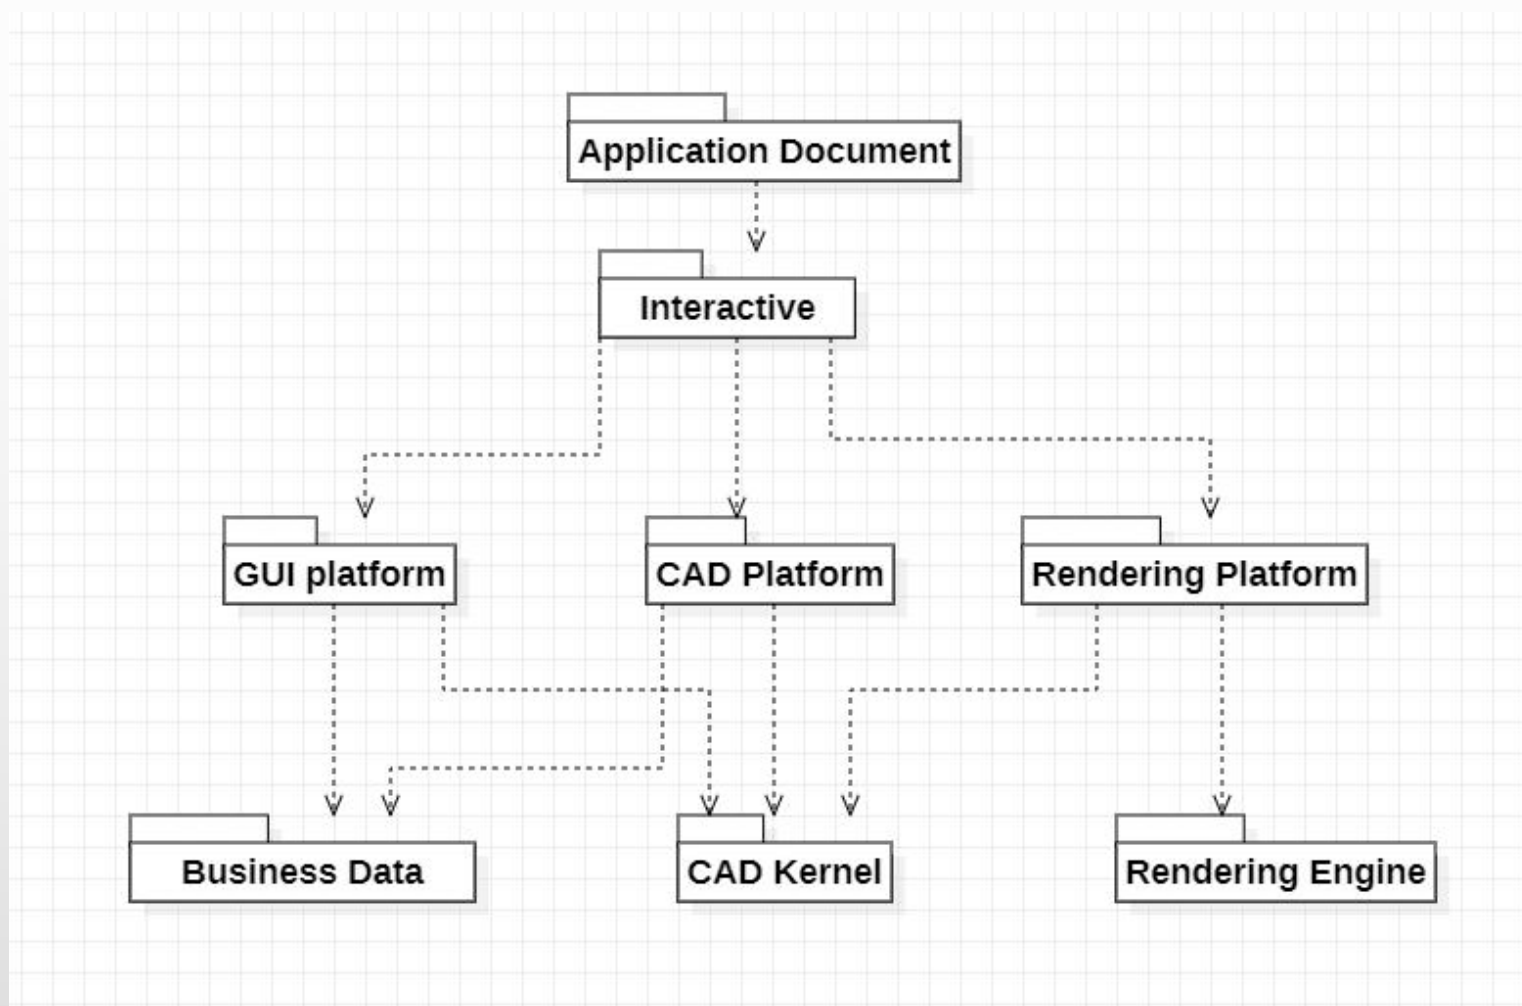 Application Document
Interactive
GUI platform
CAD Platform
Rendering Platform
Business Data
CAD Kernel
Rendering Engine